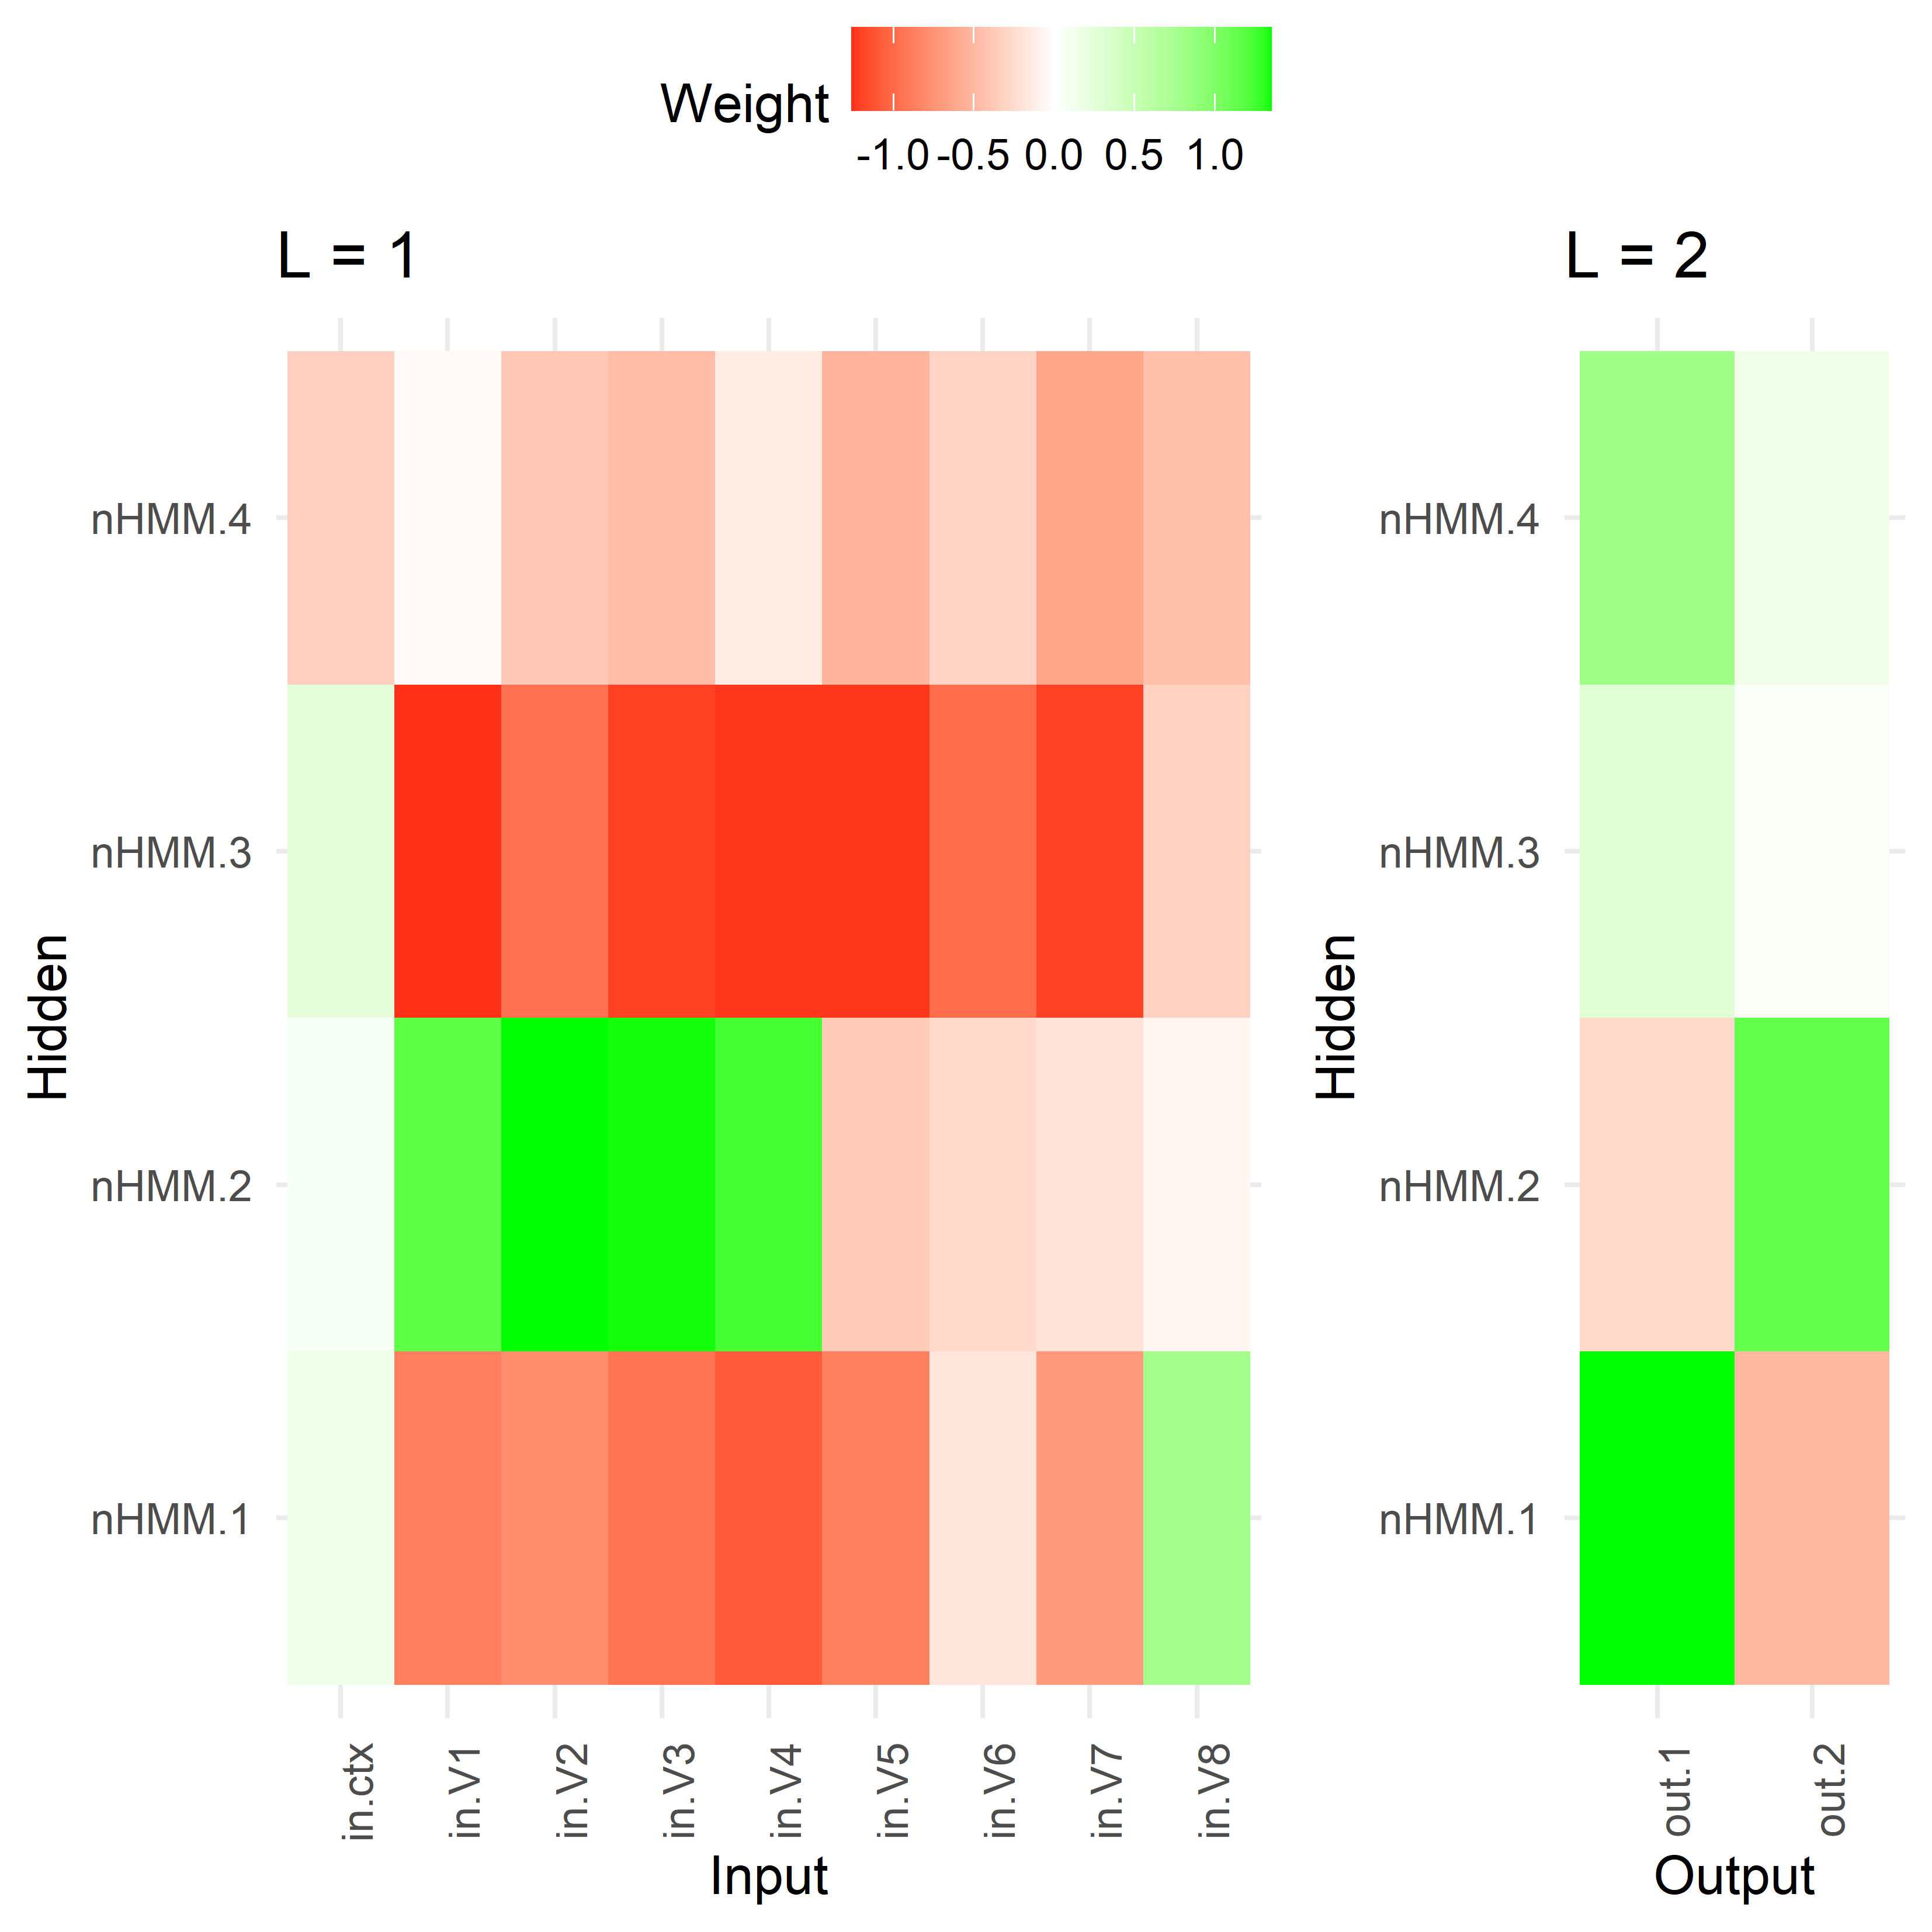 Weight
-1.0 -0.5 0.0 0.5 1.0
L = 1
nHMM.4
nHMM.3
nHMM.2
nHMM.1
Hidden
in.ctx in.V1 in.V2 in.V3 in.V4 in.V5 in.V6 in.V7 in.V8
Input
L = 2
nHMM.4
nHMM.3
nHMM.2
nHMM.1
Hidden
out.1 out.2
Output